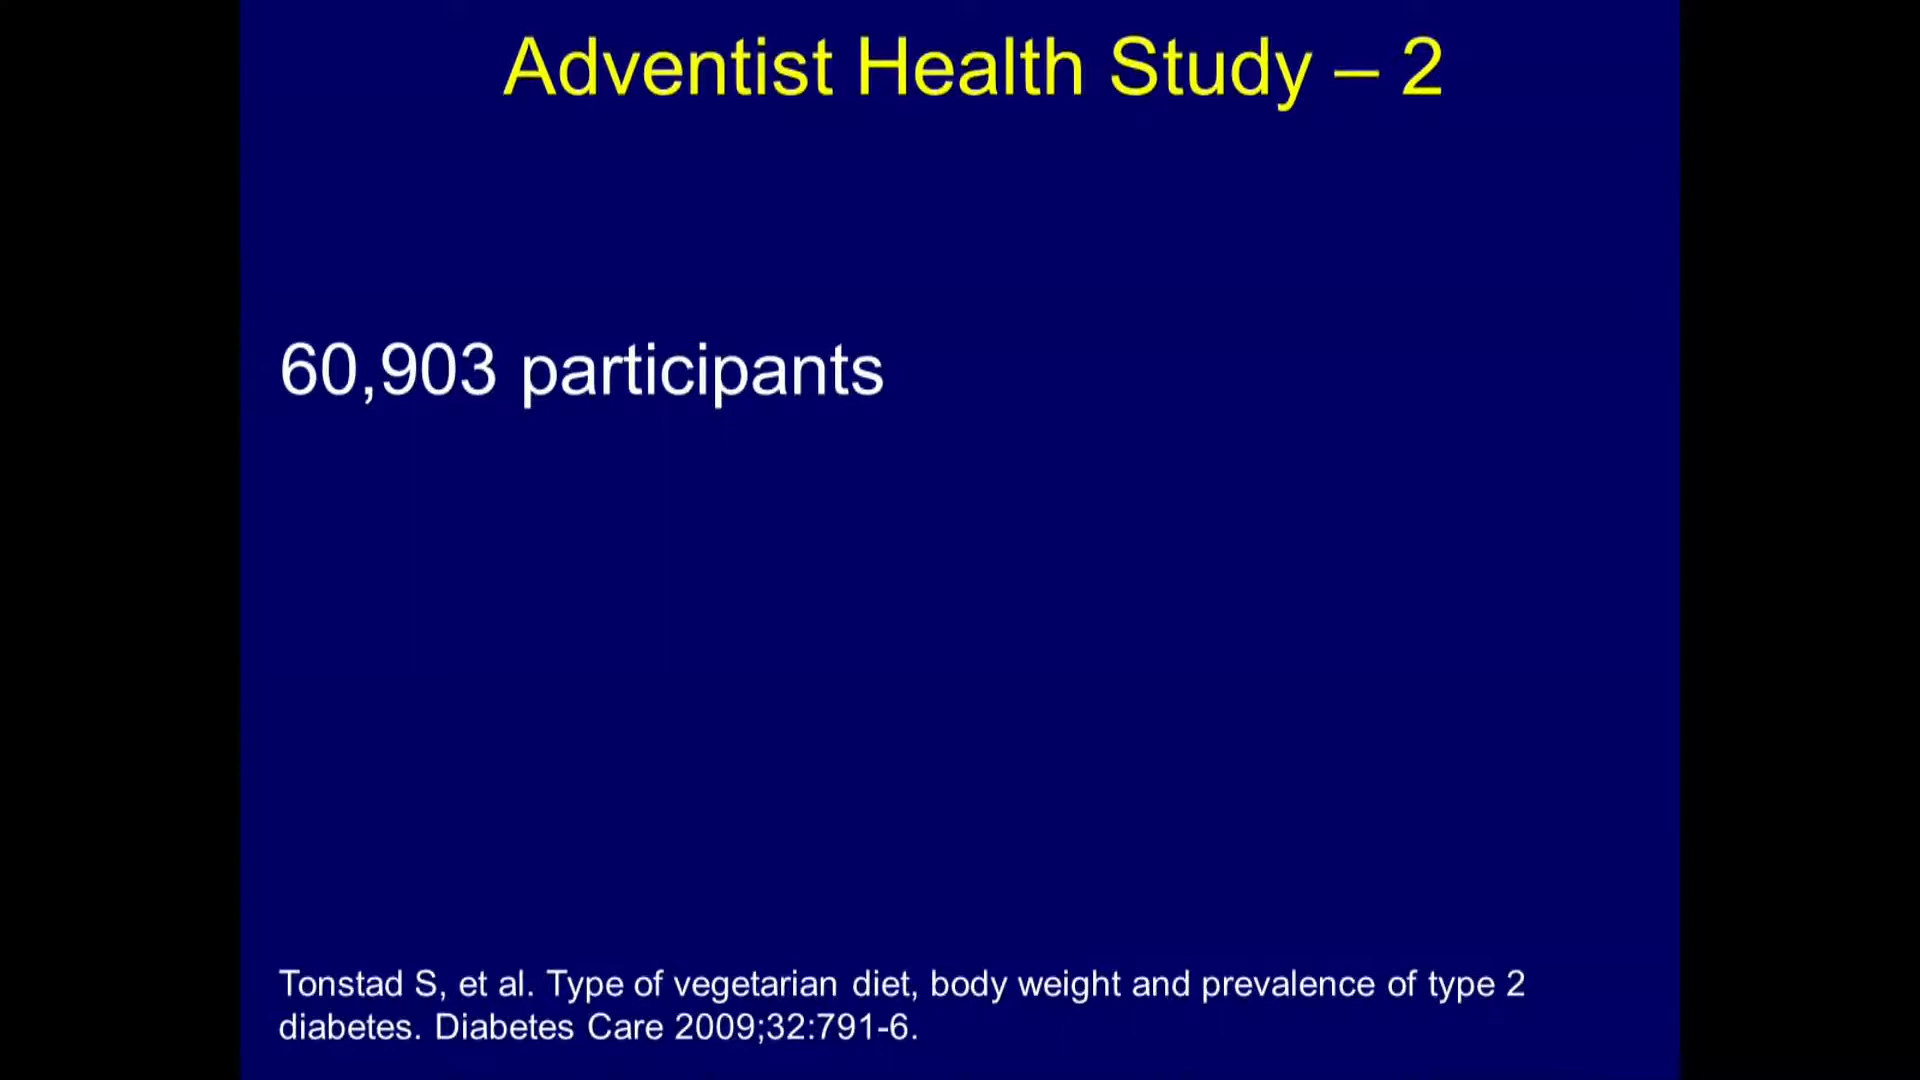 Adventist Health Study – 2
60,903 participants
Tonstad S, et al. Type of vegetarian diet, body weight and prevalence of type 2
diabetes. Diabetes Care 2009;32:791-6.